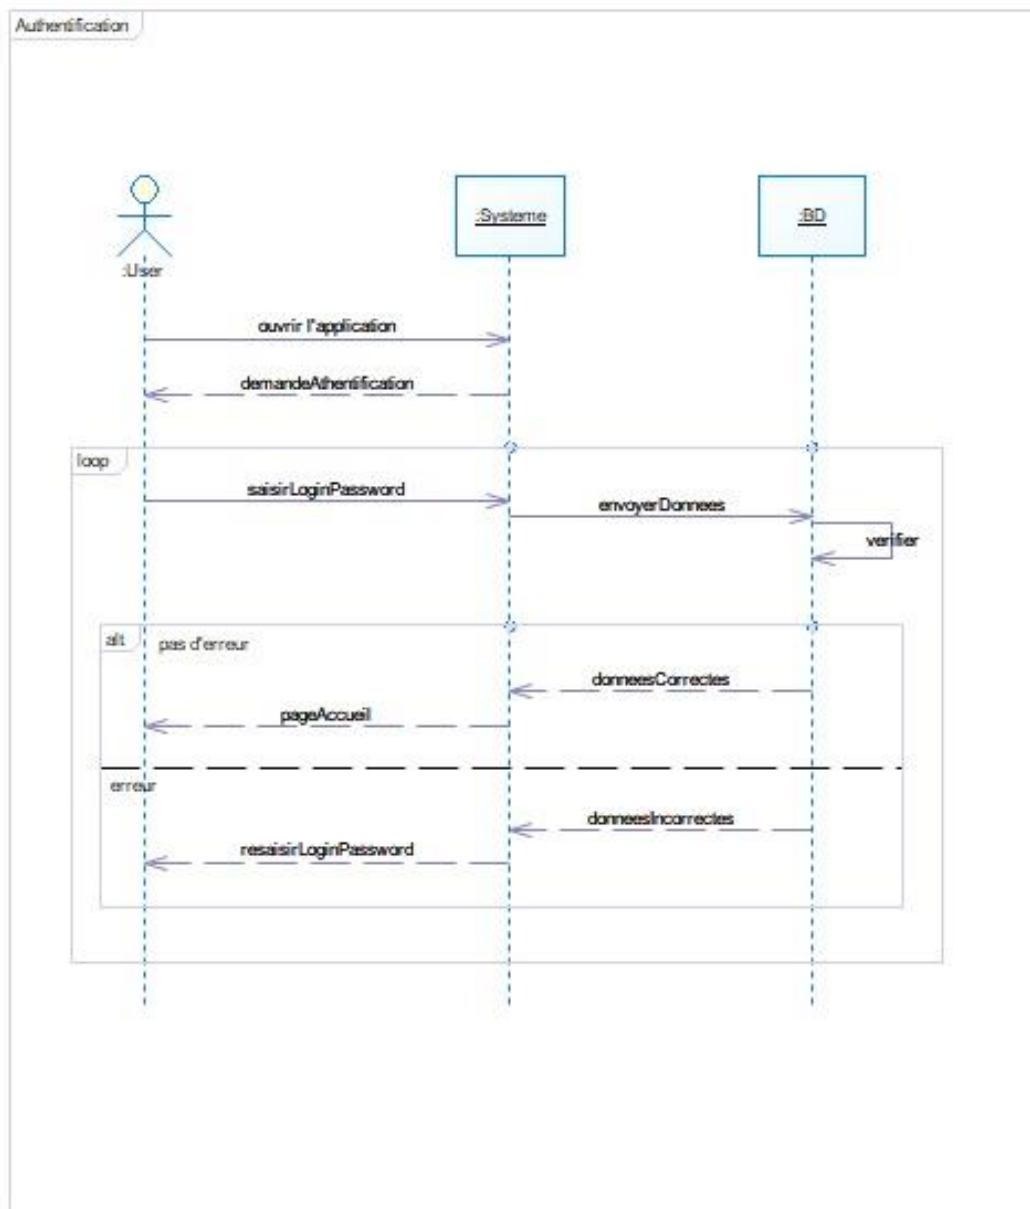 Authentification
:Systeme
:BD
:User
ouvrir l'application
demandeAthentification
loop
saisirLoginPassword
envoyerDonnees
verifier
alt
pas d'erreur
donneesCorrectes
pageAccueil
erreur
donneesIncorrectes
resaisirLoginPassword